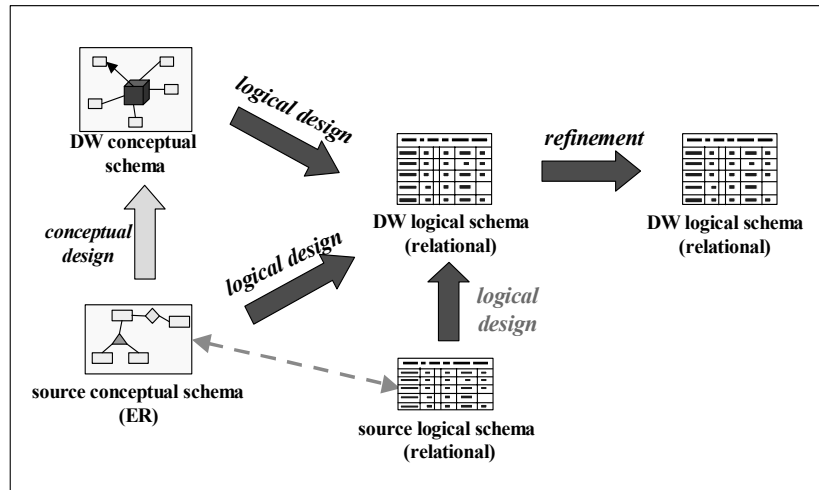 DW conceptual
schema
logical design
refinement
DW logical schema
(relational)
DW logical schema
(relational)
conceptual
design
logical design
logical
design
source conceptual schema
(ER)
source logical schema
(relational)